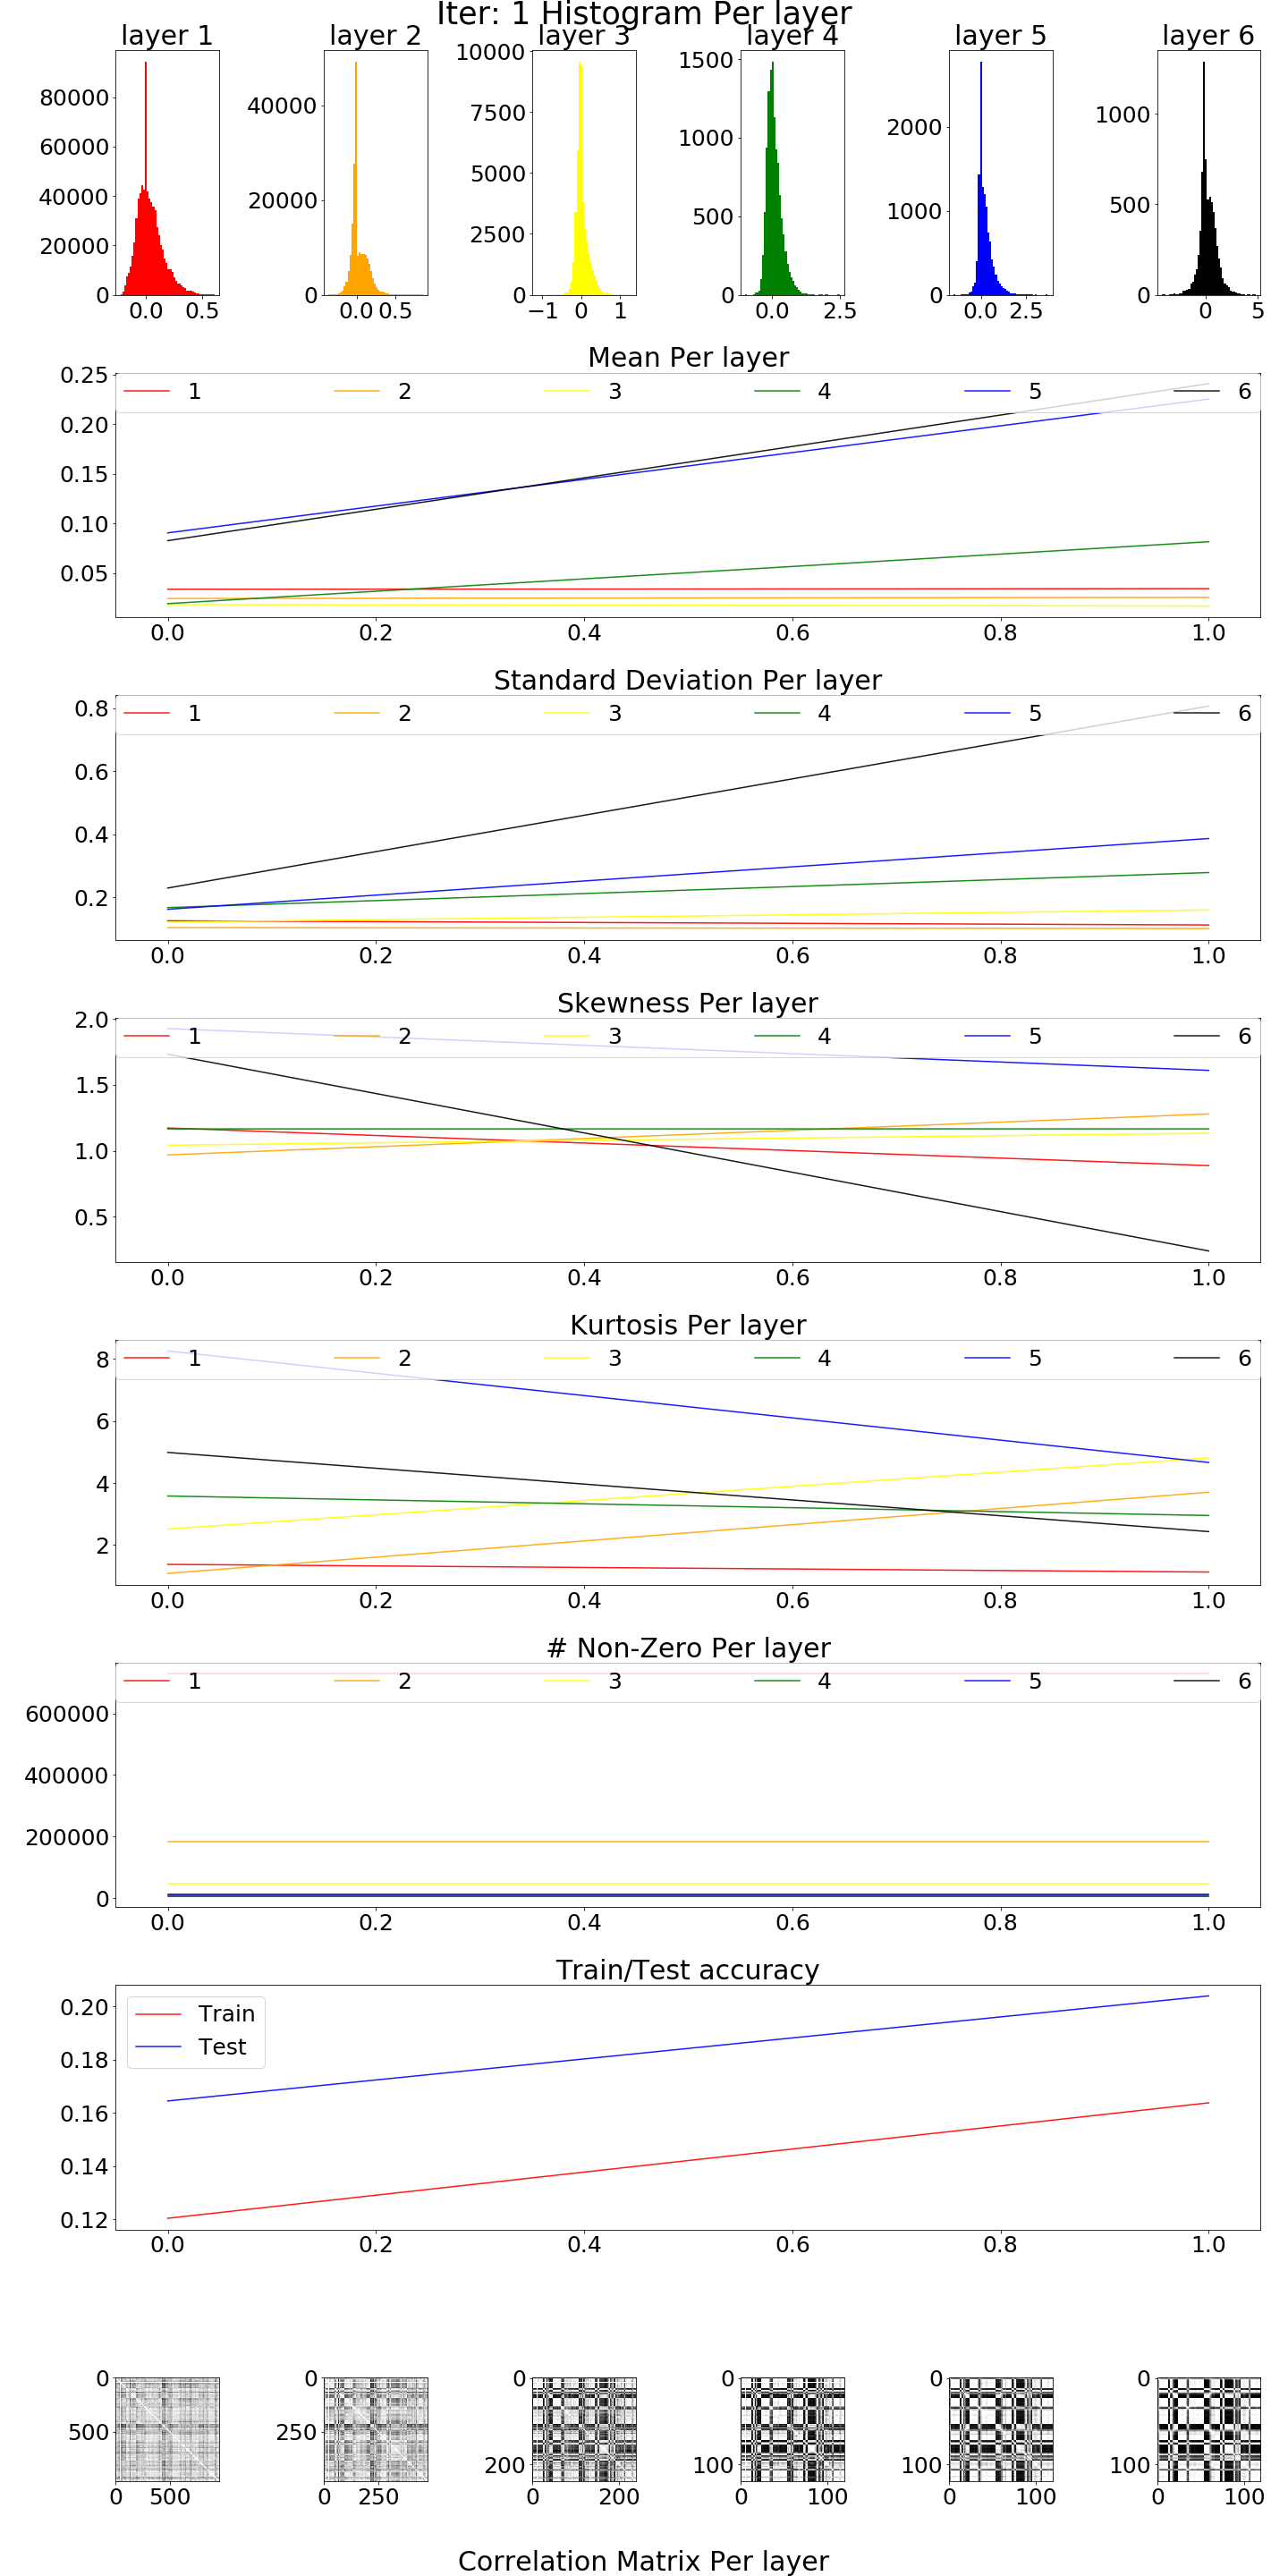 Iter: 1 Histogram Per layer
layer 1 layer 2 layer 3 layer 4 layer 5 layer 6
80000 60000 40000 20000 0
0.0 0.5
40000 20000 0
0.0 0.5
10000 7500 5000 2500 0
−1 0 1
1500 1000 500 0
0.0 2.5
2000 1000 0
0.0 2.5
1000 500 0
0 5
Mean Per layer
1 2 3 4 5 6
0.25
0.20
0.15
0.10
0.05
0.0 0.2 0.4 0.6 0.8 1.0
Standard Deviation Per layer
1 2 3 4 5 6
0.8
0.6
0.4
0.2
0.0 0.2 0.4 0.6 0.8 1.0
Skewness Per layer
1 2 3 4 5 6
2.0
1.5
1.0
0.5
0.0 0.2 0.4 0.6 0.8 1.0
Kurtosis Per layer
1 2 3 4 5 6
8
6
4
2
0.0 0.2 0.4 0.6 0.8 1.0
# Non-Zero Per layer
1 2 3 4 5 6
600000
400000
200000
0
0.0 0.2 0.4 0.6 0.8 1.0
Train/Test accuracy
Train
Test
0.20
0.18
0.16
0.14
0.12
0.0 0.2 0.4 0.6 0.8 1.0
0 500
0 500
0 250
0 250
0 200
0 200
0 100
0 100
0 100
0 100
0 100
0 100
Correlation Matrix Per layer